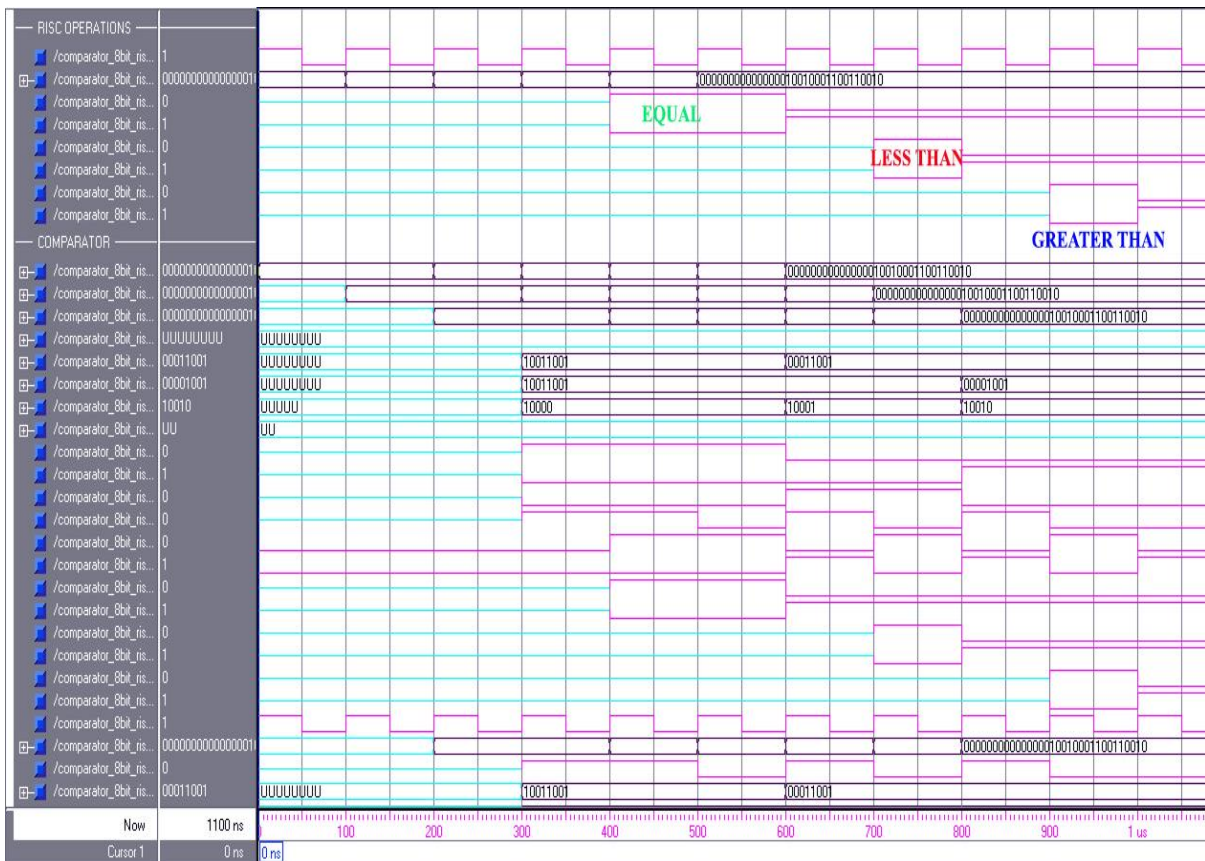 RISC OPERATIONS
/comparator_8bit_ris... 1
/comparator_8bit_ris... 0000000000000001 00000000000000010010001100110010
/comparator_8bit_ris... 0
EQUAL
/comparator_8bit_ris... 1
/comparator_8bit_ris... 0
LESS THAN
/comparator_8bit_ris... 1
/comparator_8bit_ris... 0
/comparator_8bit_ris... 1
COMPARATOR
GREATER THAN
/comparator_8bit_ris... 0000000000000001 00000000000000010010001100110010
/comparator_8bit_ris... 0000000000000001 00000000000000010010001100110010
/comparator_8bit_ris... 0000000000000001 00000000000000010010001100110010
/comparator_8bit_ris... UUUUUUUU UUUUUUUU
/comparator_8bit_ris... 00011001 UUUUUUUU 10011001 00011001
/comparator_8bit_ris... 00001001 UUUUUUUU 10011001 00001001
/comparator_8bit_ris... 10010 UUUUU 10000 10001 10010
/comparator_8bit_ris... UU UU
/comparator_8bit_ris... 0
/comparator_8bit_ris... 1
/comparator_8bit_ris... 0
/comparator_8bit_ris... 0
/comparator_8bit_ris... 0
/comparator_8bit_ris... 1
/comparator_8bit_ris... 0
/comparator_8bit_ris... 1
/comparator_8bit_ris... 0
/comparator_8bit_ris... 1
/comparator_8bit_ris... 0
/comparator_8bit_ris... 1
/comparator_8bit_ris... 1
/comparator_8bit_ris... 0000000000000001 00000000000000010010001100110010
/comparator_8bit_ris... 0
/comparator_8bit_ris... 00011001 UUUUUUUU 10011001 00011001
Now 1100 ns 100 200 300 400 500 600 700 800 900 1 us
Cursor 1 0 ns 0 ns